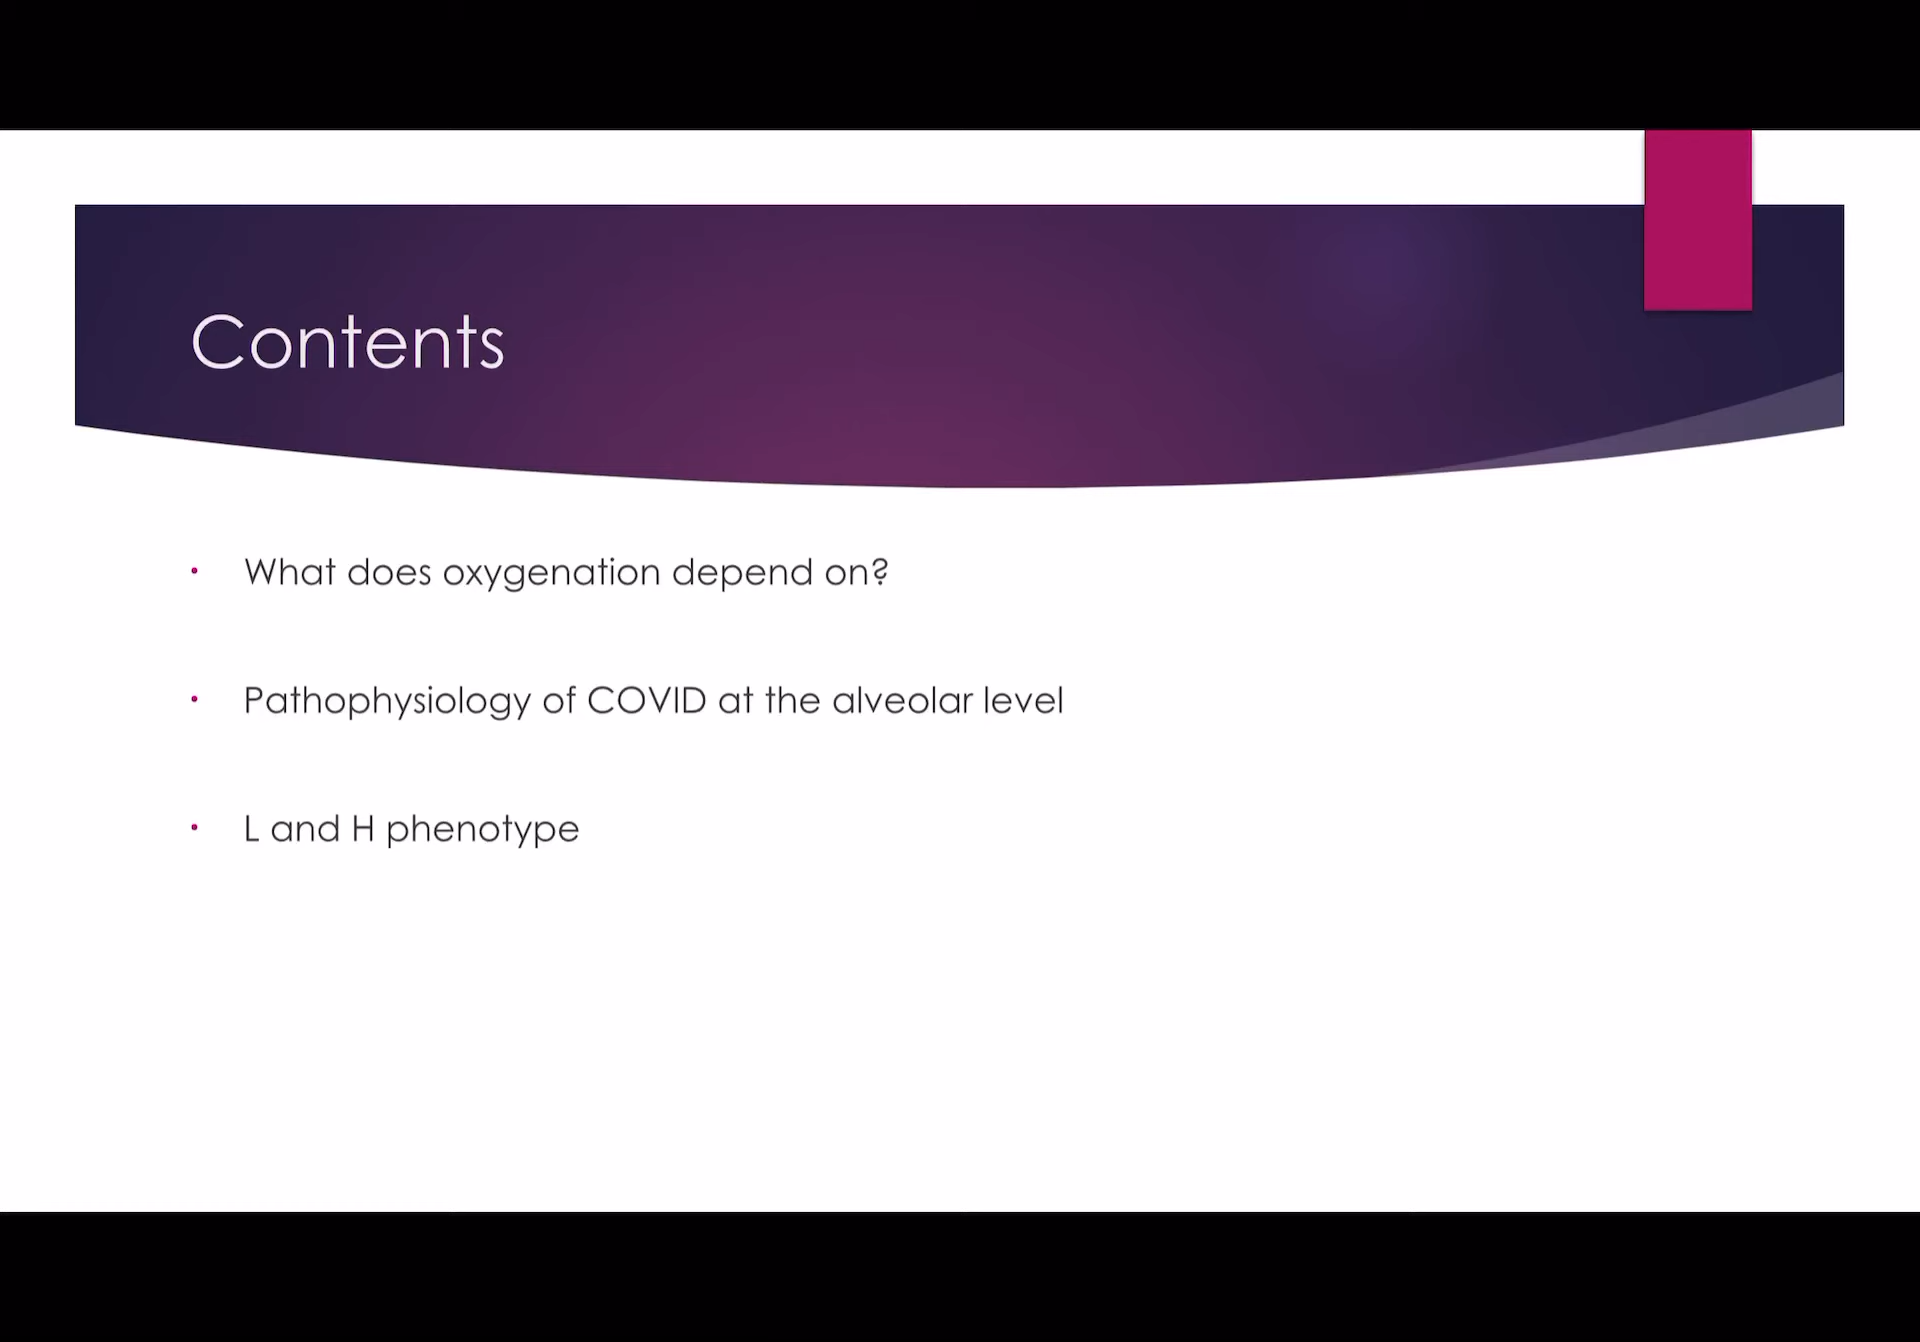 Contents
• What does oxygenation depend on?
• Pathophysiology of COVID at the alveolar level
• L and H phenotype